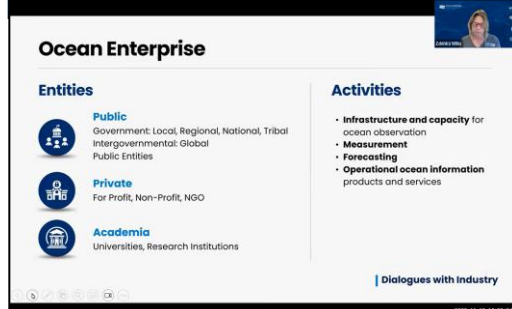 Ocean Enterprise
Entities
Public
Government: Local, Regional, National, Tribal
Intergovernmental: Global
Public Entities
Private
For Profit, Non-Profit, NGO
Academia
Universities, Research Institutions
Activities
• Infrastructure and capacity for
ocean observation
• Measurement
• Forecasting
• Operational ocean information
products and services
Dialogues with Industry